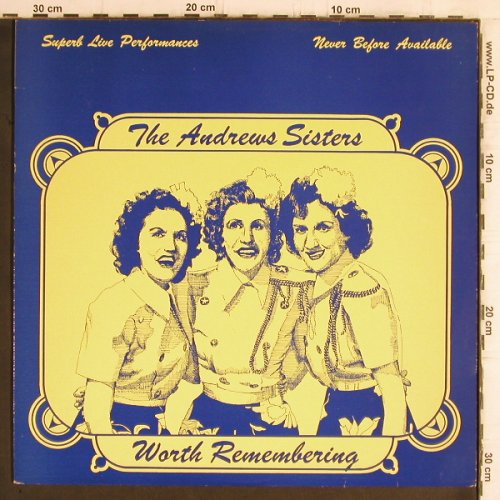 30 cm 20 cm 10 cm
Superb Live Performances
Never Before Available
The Andrews Sisters
Worth Remembering
www.LP-CD.de
10 cm
20 cm
30 cm